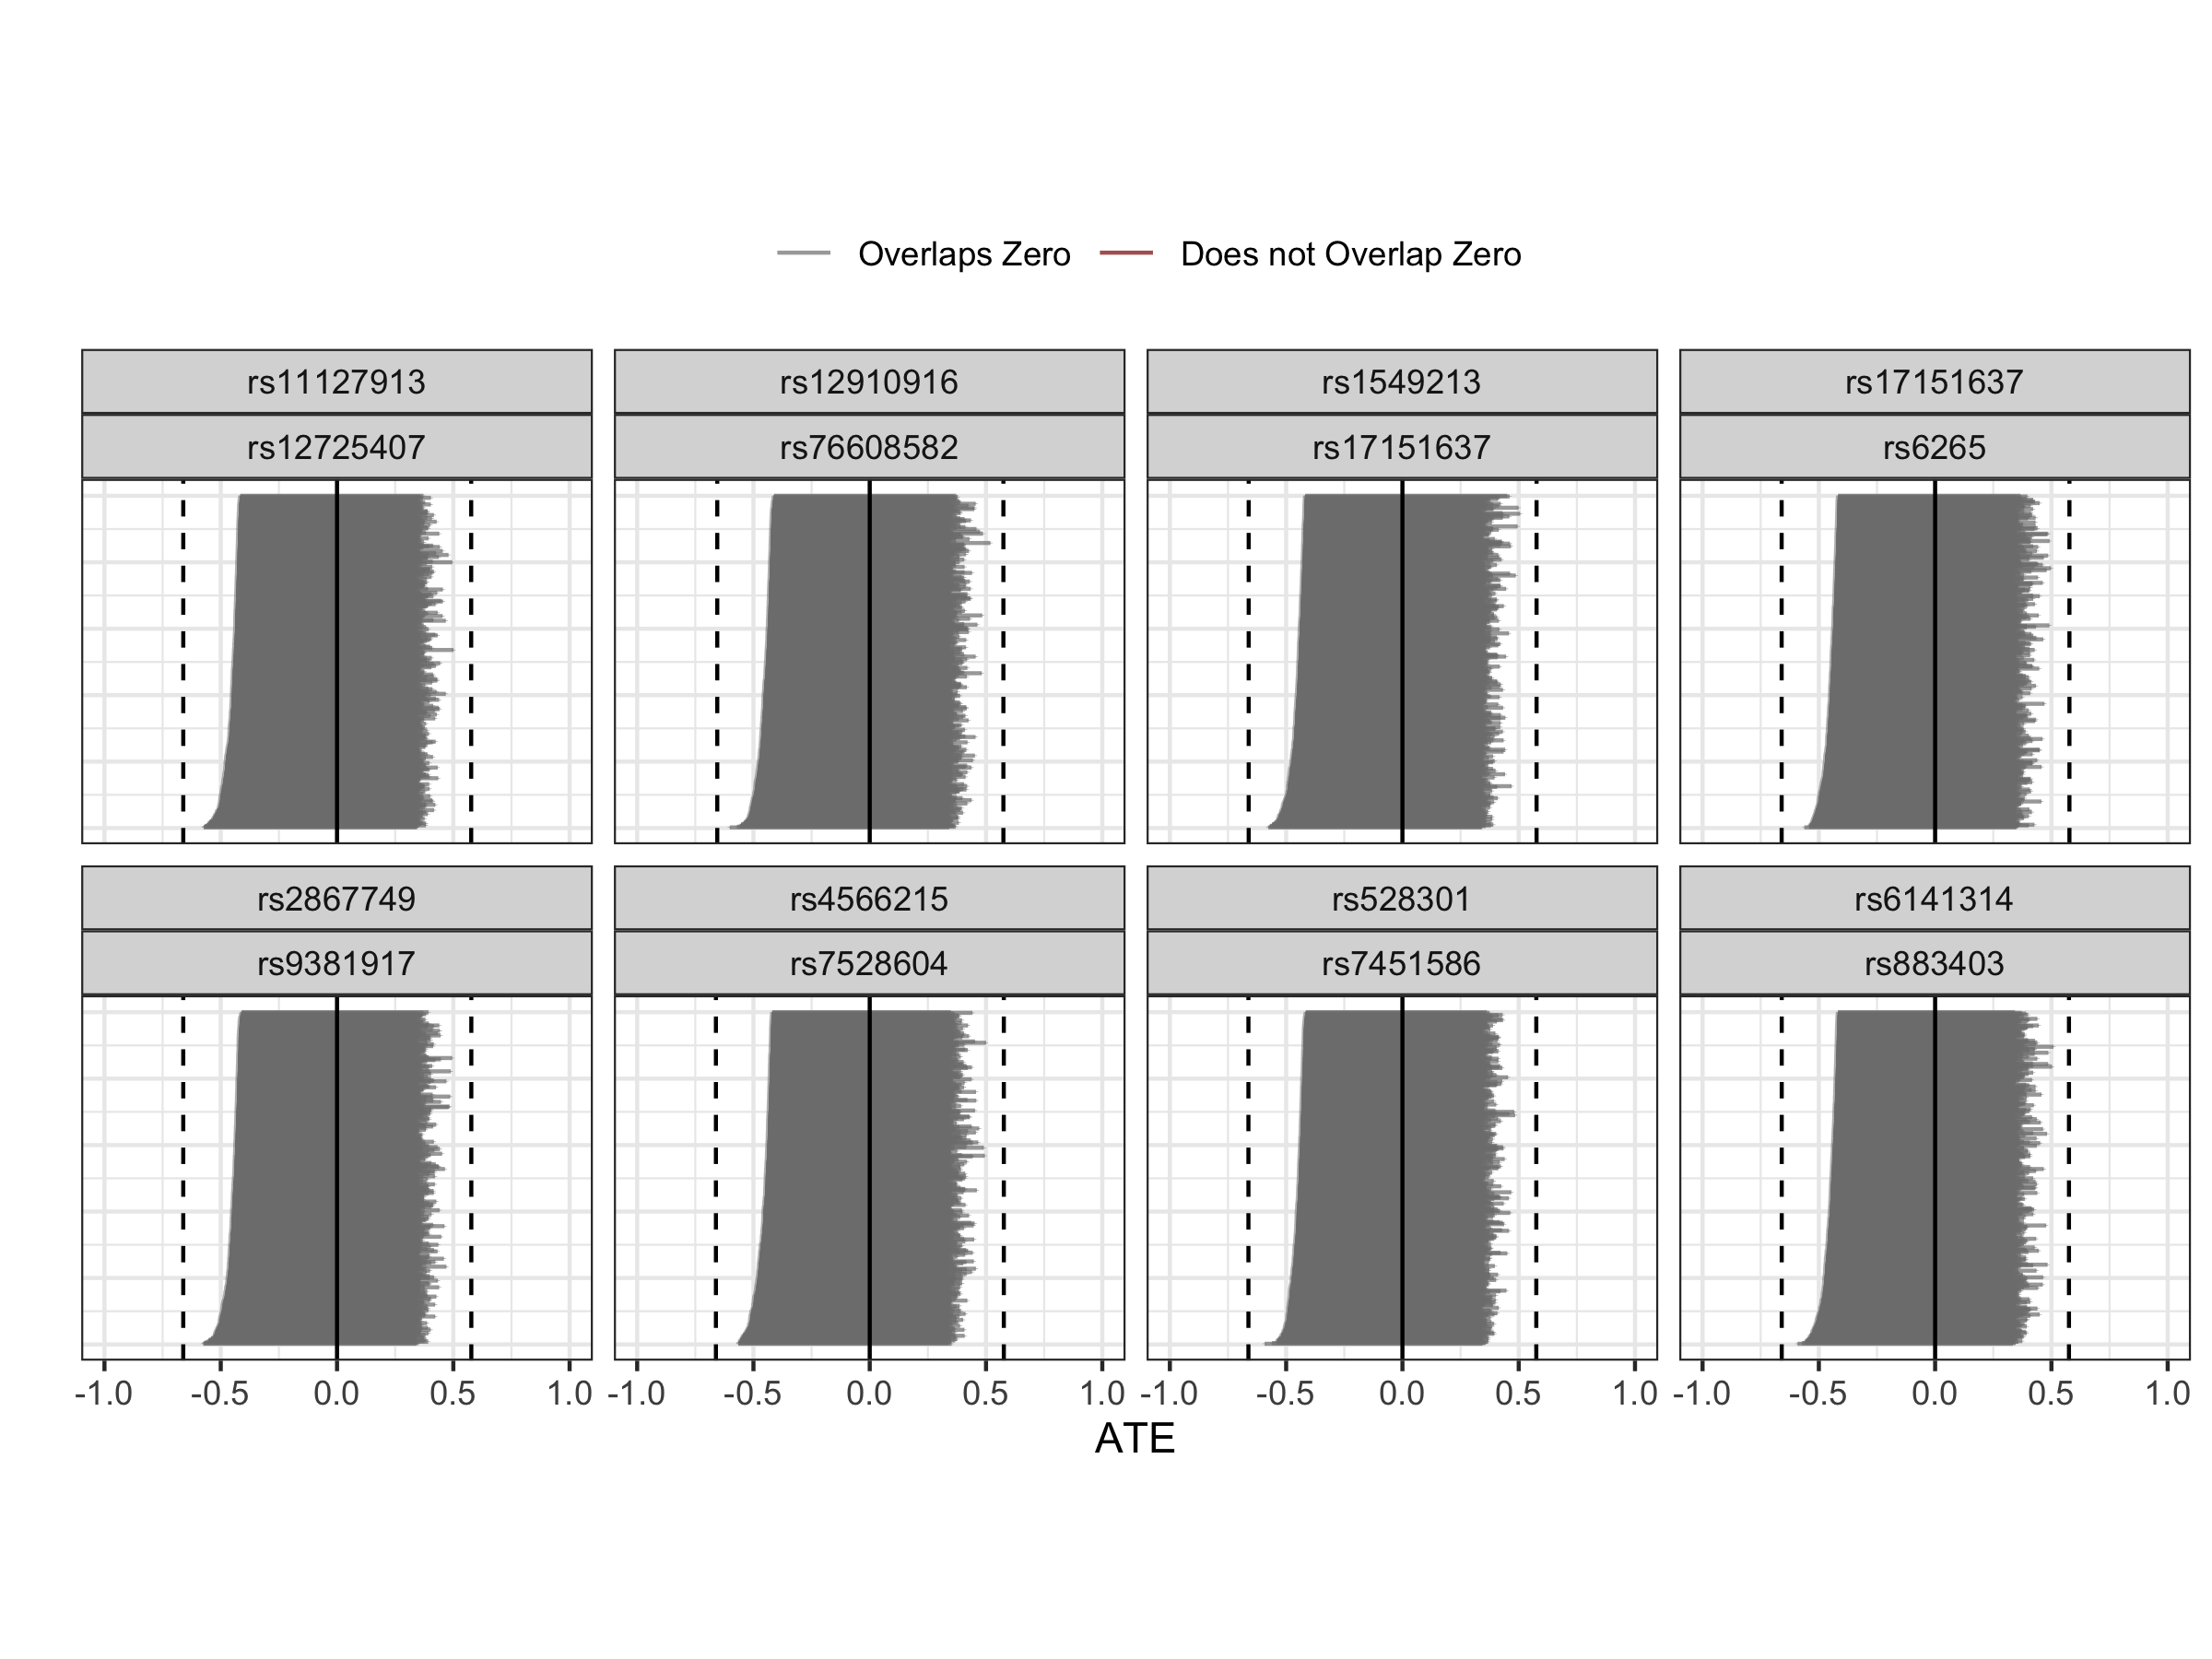 Overlaps Zero Does not Overlap Zero
rs11127913 rs12910916 rs1549213 rs17151637
rs12725407 rs76608582 rs17151637 rs6265
rs2867749 rs4566215 rs528301 rs6141314
rs9381917 rs7528604 rs7451586 rs883403
-1.0 -0.5 0.0 0.5 1.0 -1.0 -0.5 0.0 0.5 1.0 -1.0 -0.5 0.0 0.5 1.0 -1.0 -0.5 0.0 0.5 1.0
ATE